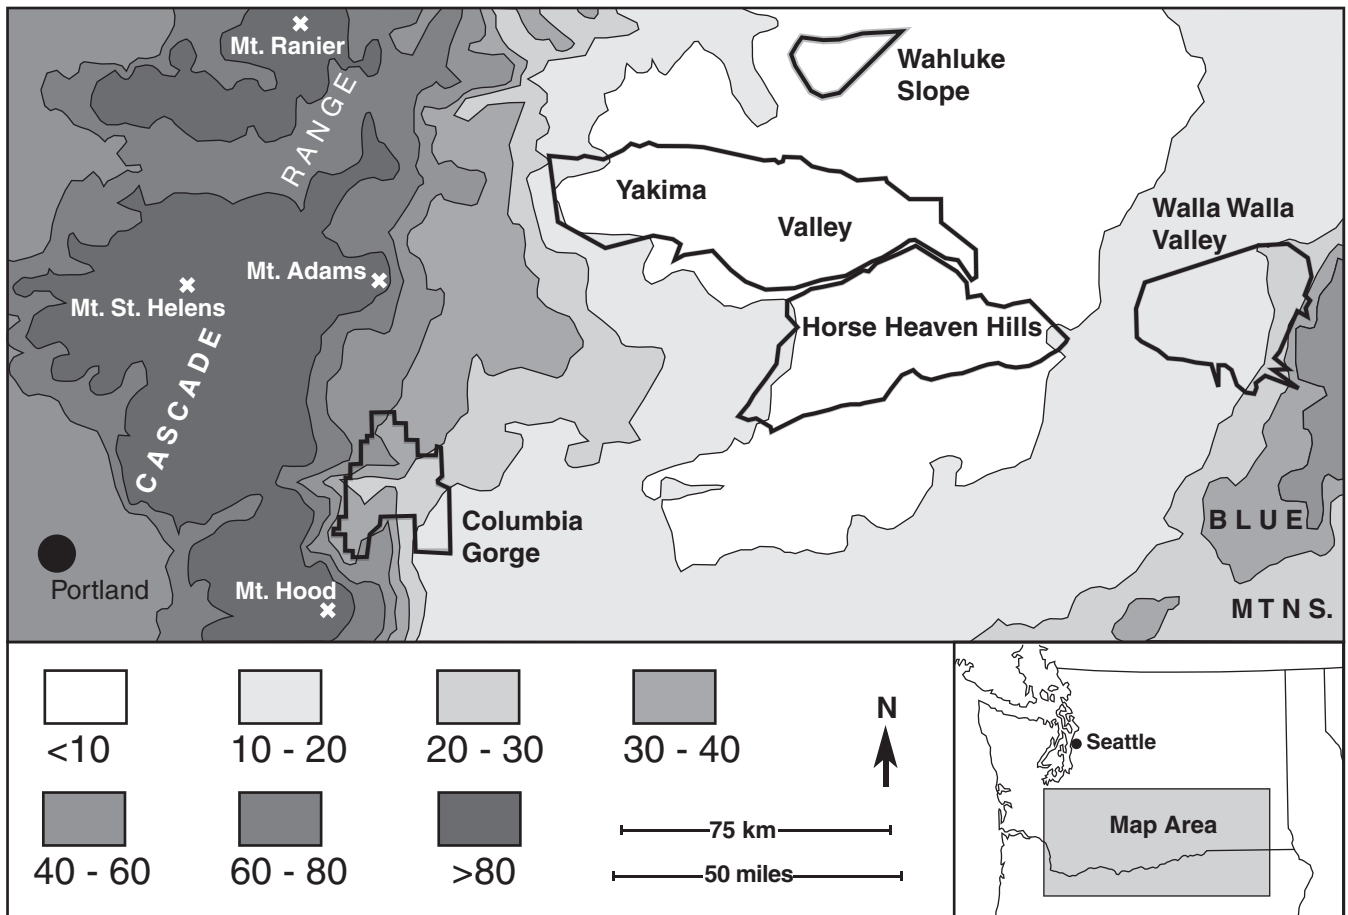 Mt. Ranier
RANGE
Wahluke
Slope
Yakima
Valley
Walla Walla
Valley
Mt. Adams
Mt. St. Helens
Horse Heaven Hills
CASCADE
Columbia
Gorge
BLUE
MTNS.
Portland
Mt. Hood
<10
10 - 20
20 - 30
30 - 40
N
40 - 60
60 - 80
>80
75 km
50 miles
Seattle
Map Area